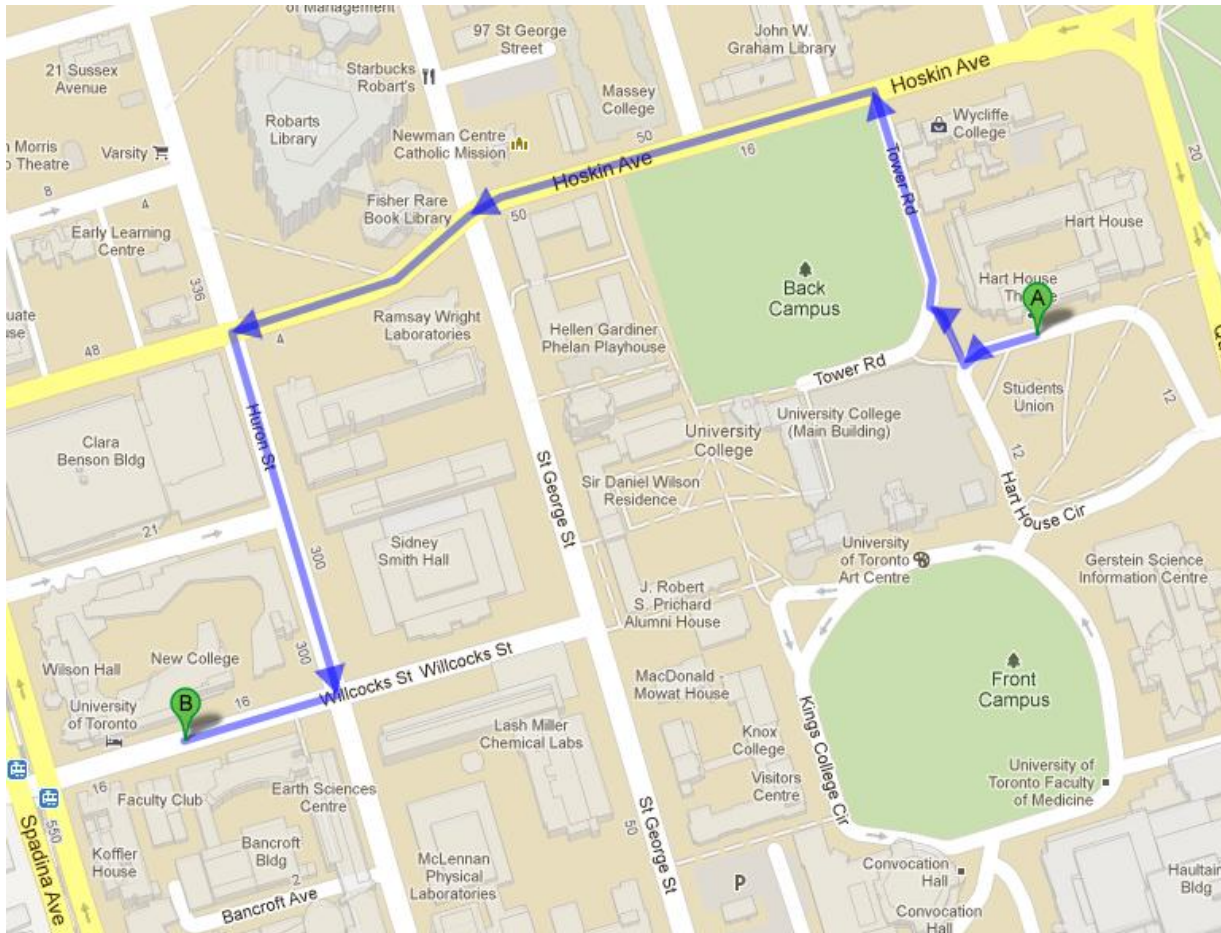 of Management
97 St George
Street
John W.
Graham Library
21 Sussex
Avenue
Starbucks
Robart's
Massey
College
Hoskin Ave
Robarts
Library
Wycliffe
College
n Morris
o Theatre
Varsity
Newman Centre
Catholic Mission
50
16
Hoskin Ave
Tower Rd
20
8
4
Fisher Rare
Book Library
50
Hart House
Early Learning
Centre
336
Hart House
A
Back
Campus
4
48
Ramsay Wright
Laboratories
Hellen Gardiner
Phelan Playhouse
Tower Rd
Students
Union
12
Huron St
University College
(Main Building)
University
College
12
Clara
Benson Bldg
St George St
Sir Daniel Wilson
Residence
Hart House Cir
21
300
Sidney
Smith Hall
University
of Toronto
Art Centre
Gerstein Science
Information Centre
J. Robert
S. Prichard
Alumni House
300
Willcocks St Willcocks St
New College
Wilson Hall
University
of Toronto
B
16
MacDonald -
Mowat House
Front
Campus
Kings College Cir
Lash Miller
Chemical Labs
Knox
College
Visitors
Centre
University of
Toronto Faculty
of Medicine
16
Faculty Club
Earth Sciences
Centre
Spadina Ave
550
Koffler
House
Bancroft
Bldg
2
Bancroft Ave
McLennan
Physical
Laboratories
50
St George St
P
Convocation
Hall
Convocation
Hall
Haultain
Bldg